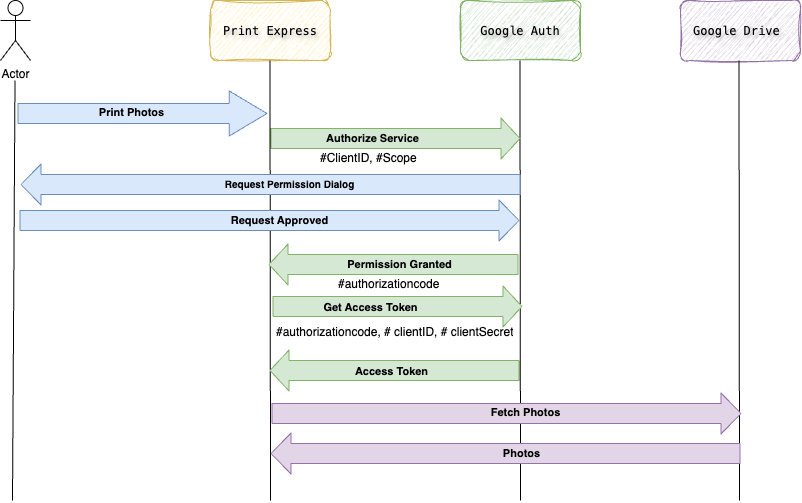 Print Express
Google Auth
Google Drive
Actor
Print Photos
Authorize Service
#ClientID, #Scope
Request Permission Dialog
Request Approved
Permission Granted
#authorizationcode
Get Access Token
#authorizationcode, # clientID, # clientSecret
Access Token
Fetch Photos
Photos